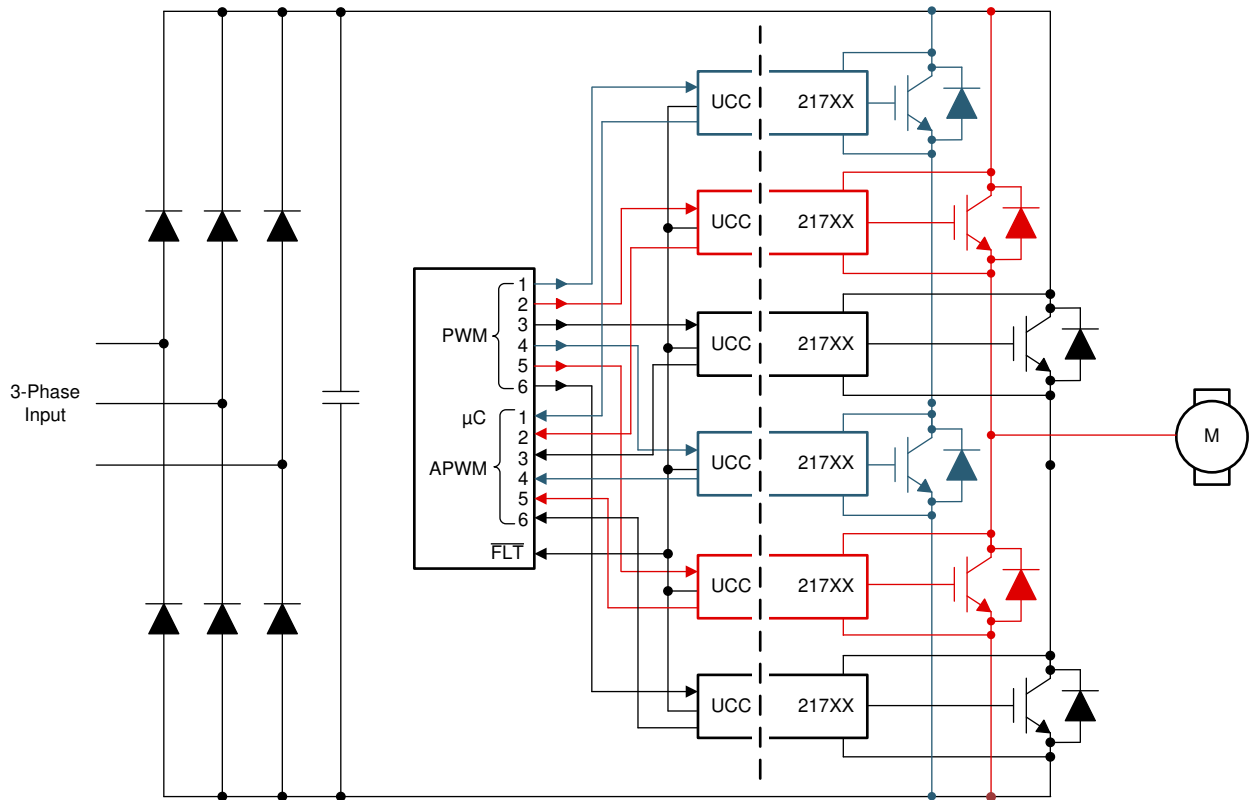 3-Phase
Input
PWM
1
2
3
4
5
6
µC
APWM
1
2
3
4
5
6
FLT
UCC 217XX
UCC 217XX
UCC 217XX
UCC 217XX
UCC 217XX
UCC 217XX
M